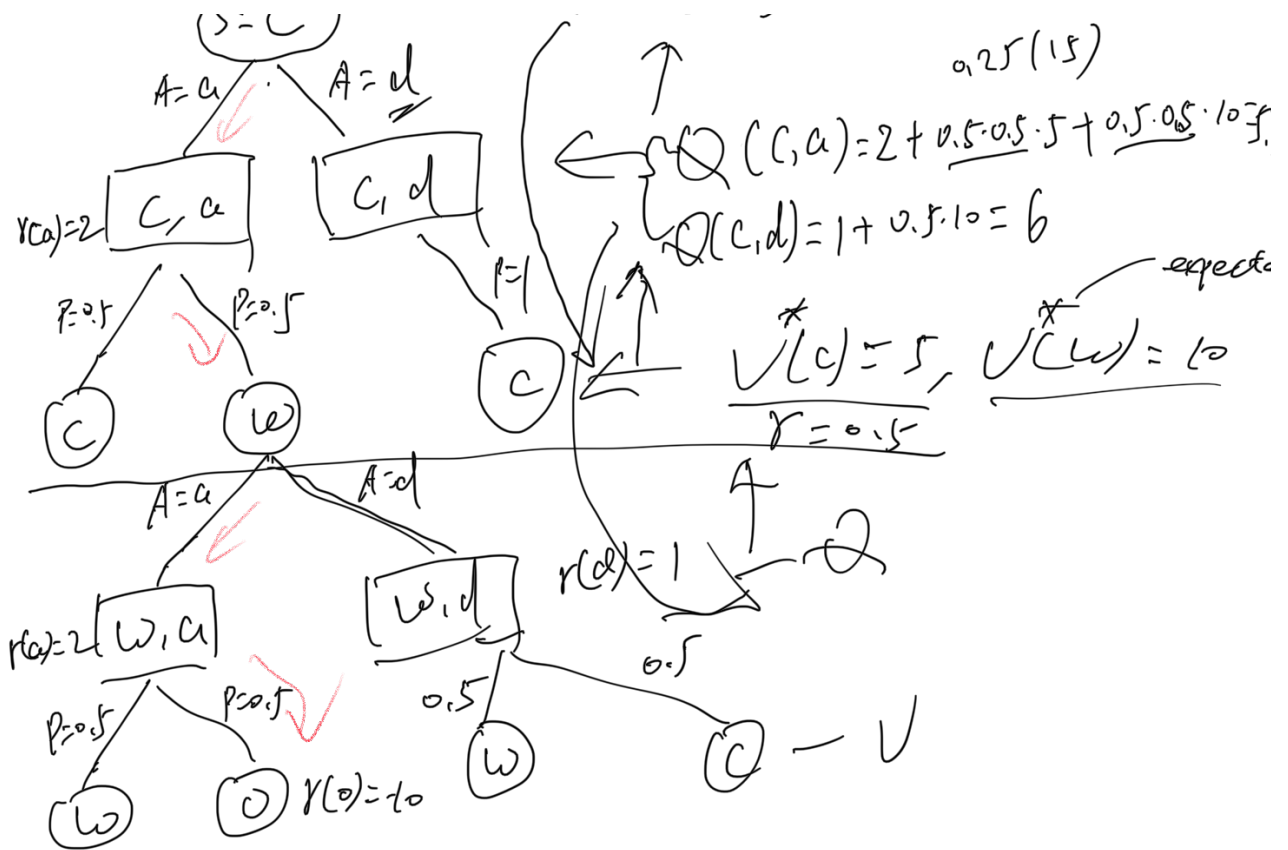 S=C
0.25(15)
A=a
A=d
Q(C,a)=2+0.5·0.5·5+0.5·0.5·10=5.
C,a
C,d
r(a)=2
Q(C,d)=1+0.5·10=6
P=1
expecta
P=0.5
P=0.5
V*(C)=5, V*(W)=10
C
W
C
γ=0.5
A=a
A=d
r(d)=1
Q
W,a
W,d
r(a)=2
0.5
P=0.5
P=0.5
0.5
W
O
r(O)=-10
W
C
V